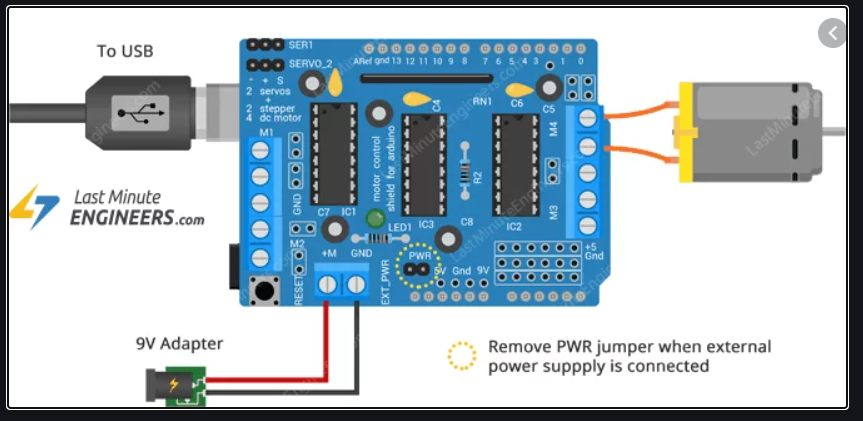 To USB
SER1
SERVO_2
ARef gnd 13 12 11 10 9 8 7 6 5 4 3 2 1 0
- + S
2 servos
+
2 stepper
4 dc motor
M1
GND
C7 IC1
motor control
shield for arduino
C4
IC3
RN1
C6
C5
R2
IC2
C8
M4
M3
LED1
M2
+M GND
EXT_PWR
RESET
PWR
5V Gnd 9V
+5
Gnd
Last Minute
ENGINEERS.com
9V Adapter
Remove PWR jumper when external
power suppply is connected
LastMinuteEngineers.com